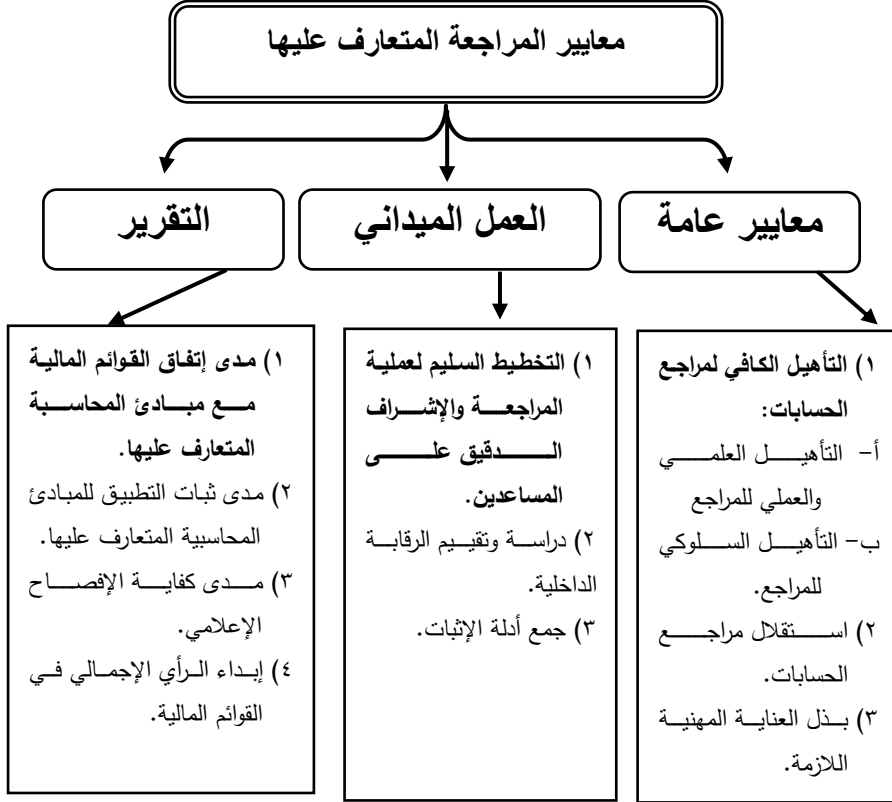 معايير المراجعة المتعارف عليها
معايير عامة
العمل الميداني
التقرير
١) التأهيل الكافي لمراجع
الحسابات:
أ- التأهيل العلمي
والعملي للمراجع
ب- التأهيل السلوكي
للمراجع.
٢) استقلال مراجع
الحسابات.
٣) بذل العناية المهنية
اللازمة.
١) التخطيط السليم لعملية
المراجعة والإشراف
الدقيق على
المساعدين.
٢) دراسة وتقييم الرقابة
الداخلية.
٣) جمع أدلة الإثبات.
١) مدى إتفاق القوائم المالية
مع مبادئ المحاسبة
المتعارف عليها.
٢) مدى ثبات التطبيق للمبادئ
المحاسبية المتعارف عليها.
٣) مدى كفاية الإفصاح
الإعلامي.
٤) إبداء الرأي الإجمالي في
القوائم المالية.